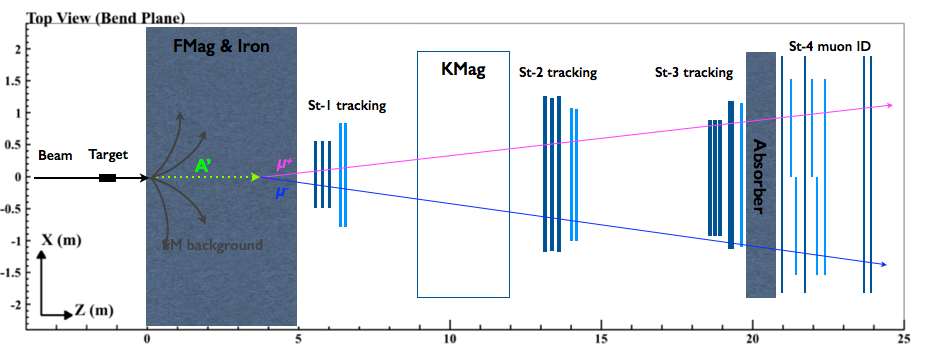 Top View (Bend Plane)
FMag & Iron
St-4 muon ID
KMag
St-2 tracking
St-3 tracking
St-1 tracking
Beam
Target
A'
μ+
μ-
Absorber
SM background
X (m)
Z (m)
2
1.5
1
0.5
0
-0.5
-1
-1.5
-2
0
5
10
15
20
25